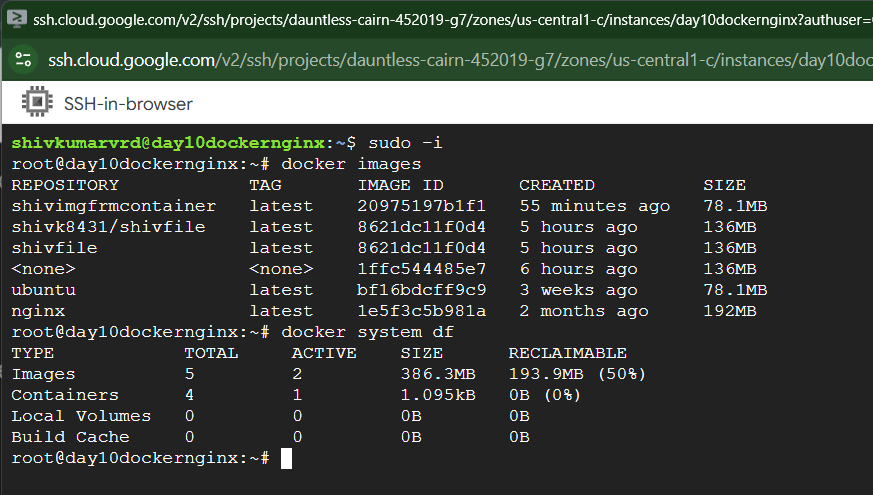 ssh.cloud.google.com/v2/ssh/projects/dauntless-cairn-452019-g7/zones/us-central1-c/instances/day10dockernginx?authuser=
ssh.cloud.google.com/v2/ssh/projects/dauntless-cairn-452019-g7/zones/us-central1-c/instances/day10doc
SSH-in-browser
shivkumarvrd@day10dockernginx:~$ sudo -i
root@day10dockernginx:~# docker images
REPOSITORY TAG IMAGE ID CREATED SIZE
shivimgfrmcontainer latest 20975197b1f1 55 minutes ago 78.1MB
shivk8431/shivfile latest 8621dc11f0d4 5 hours ago 136MB
shivfile latest 8621dc11f0d4 5 hours ago 136MB
<none> <none> 1ffc544485e7 6 hours ago 136MB
ubuntu latest bf16bdcff9c9 3 weeks ago 78.1MB
nginx latest 1e5f3c5b981a 2 months ago 192MB
root@day10dockernginx:~# docker system df
TYPE TOTAL ACTIVE SIZE RECLAIMABLE
Images 5 2 386.3MB 193.9MB (50%)
Containers 4 1 1.095kB 0B (0%)
Local Volumes 0 0 0B 0B
Build Cache 0 0 0B 0B
root@day10dockernginx:~#